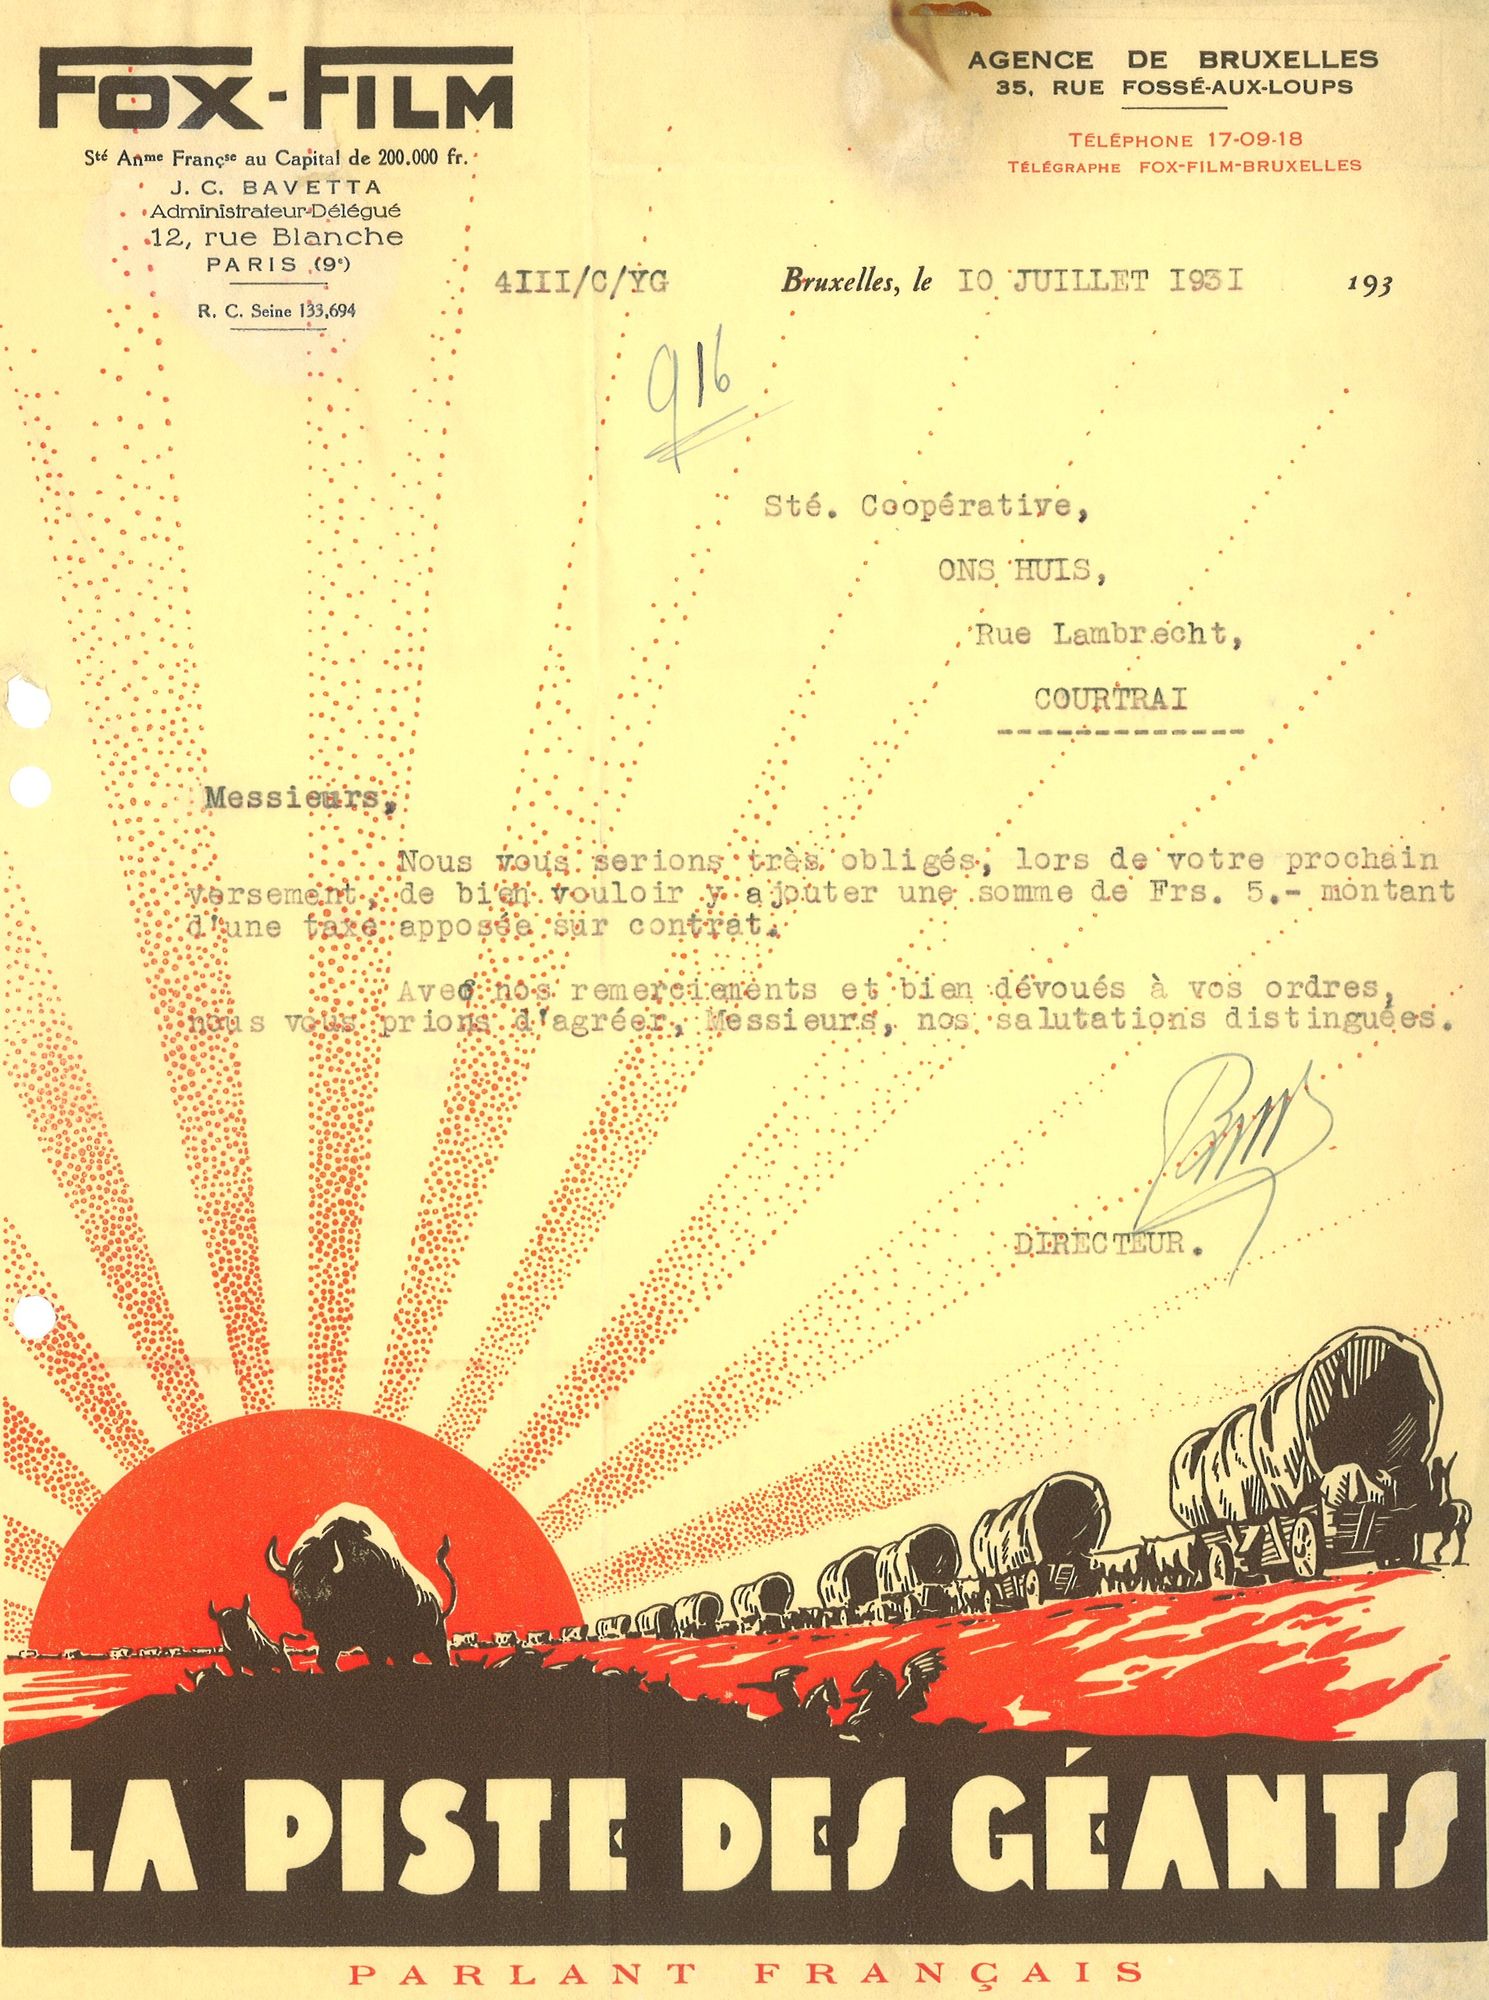 FOX-FILM
Sté Anme Françse au Capital de 200.000 fr.
J. C. BAVETTA
Administrateur-Délégué
12, rue Blanche
PARIS (9e)
R. C. Seine 133,694
AGENCE DE BRUXELLES
35, RUE FOSSÉ-AUX-LOUPS
TÉLÉPHONE 17-09-18
TÉLÉGRAPHE FOX-FILM-BRUXELLES
4III/C/YG Bruxelles, le 10 JUILLET 1931 193
916
Sté. Coopérative,
ONS HUIS,
Rue Lambrecht,
COURTRAI
Messieurs,
Nous vous serions très obligés, lors de votre prochain
versement, de bien vouloir y ajouter une somme de Frs. 5.- montant
d'une taxe apposée sur contrat.
Avec nos remerciements et bien dévoués à vos ordres,
nous vous prions d'agréer, Messieurs, nos salutations distinguées.
DIRECTEUR.
LA PISTE DES GÉANTS
PARLANT FRANÇAIS